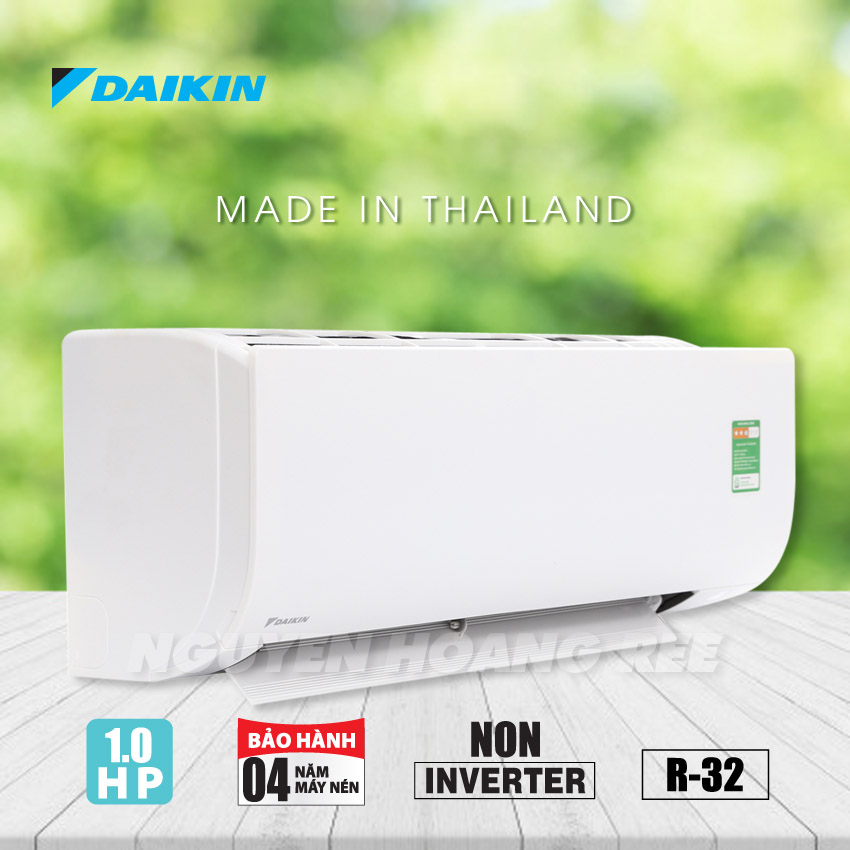 DAIKIN
MADE IN THAILAND
DAIKIN
NGUYEN HOANG REE
1.0
HP
BẢO HÀNH
04 NĂM
MÁY NÉN
NON
INVERTER
R-32